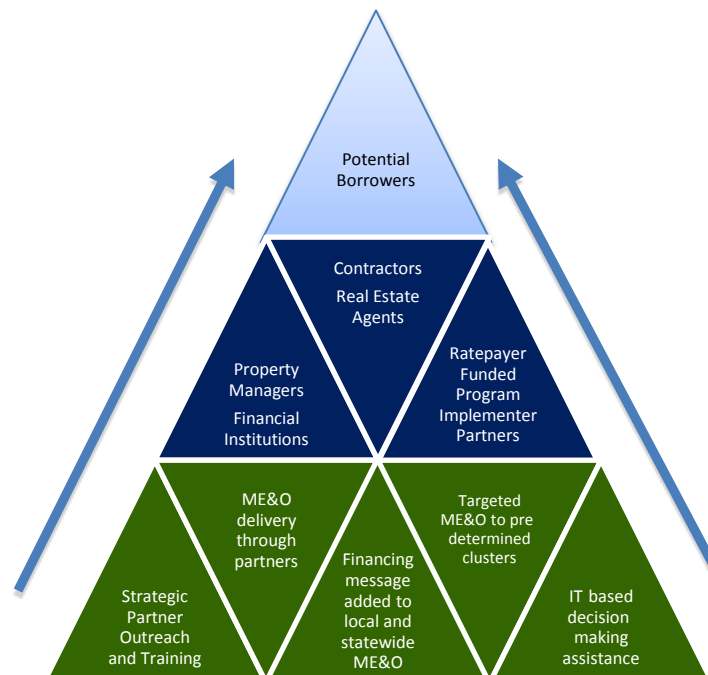 Potential
Borrowers
Contractors
Real Estate
Agents
Property
Managers
Financial
Institutions
Ratepayer
Funded
Program
Implementer
Partners
ME&O
delivery
through
partners
Targeted
ME&O to pre
determined
clusters
Strategic
Partner
Outreach
and Training
Financing
message
added to
local and
statewide
ME&O
IT based
decision
making
assistance